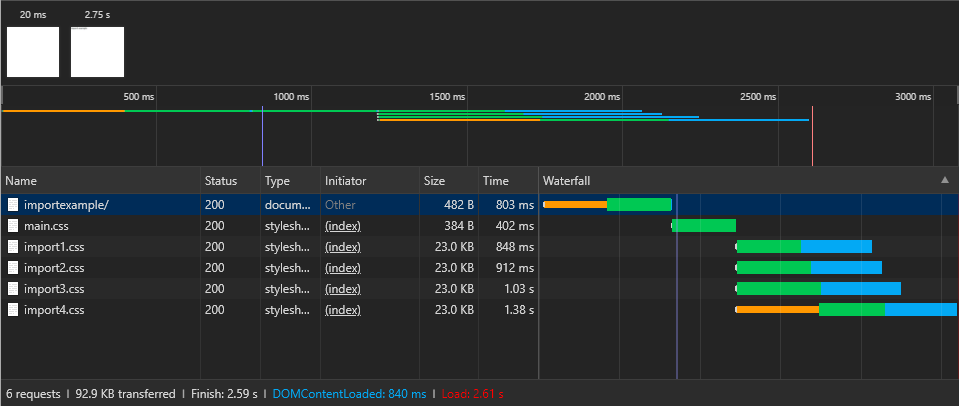 20 ms 2.75 s
500 ms 1000 ms 1500 ms 2000 ms 2500 ms 3000 ms
Name Status Type Initiator Size Time Waterfall
importexample/ 200 docum... Other 482 B 803 ms
main.css 200 stylesh... (index) 384 B 402 ms
import1.css 200 stylesh... (index) 23.0 KB 848 ms
import2.css 200 stylesh... (index) 23.0 KB 912 ms
import3.css 200 stylesh... (index) 23.0 KB 1.03 s
import4.css 200 stylesh... (index) 23.0 KB 1.38 s
6 requests | 92.9 KB transferred | Finish: 2.59 s | DOMContentLoaded: 840 ms | Load: 2.61 s